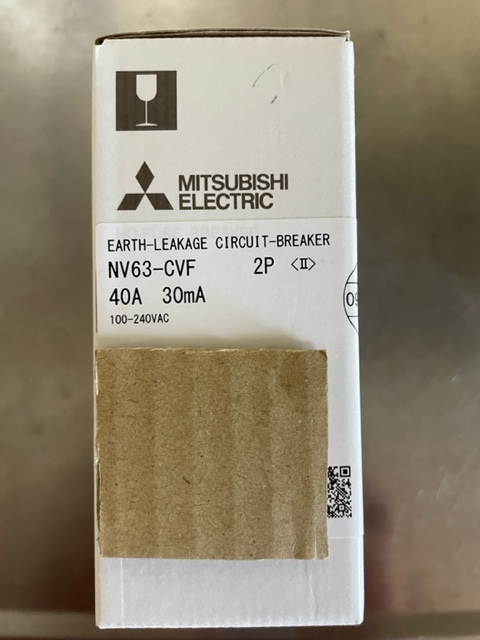 MITSUBISHI
ELECTRIC
EARTH-LEAKAGE CIRCUIT-BREAKER
NV63-CVF 2P <II>
40A 30mA
100-240VAC